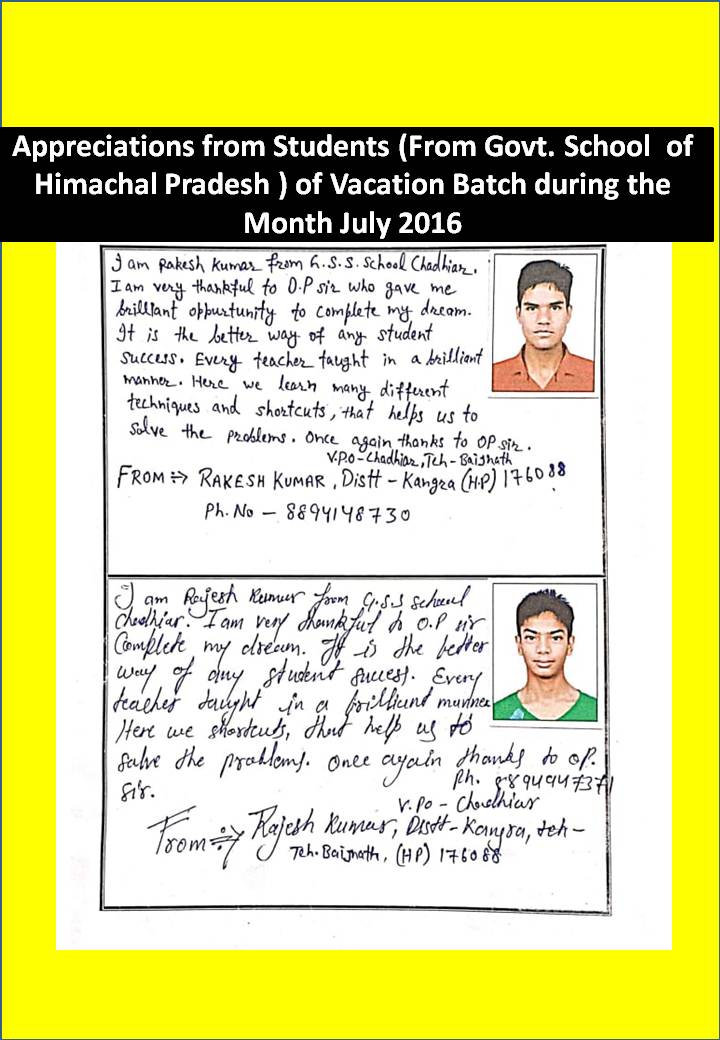 Appreciations from Students (From Govt. School of
Himachal Pradesh ) of Vacation Batch during the
Month July 2016
I am Rakesh Kumar from G.S.S. School Chadhiar.
I am very thankful to O.P sir who gave me
brilliant oppurtunity to complete my dream.
It is the better way of any student
success. Every teacher taught in a brilliant
manner. Here we learn many different
techniques and shortcuts, that helps us to
solve the problems. Once again thanks to OP sir.
V.P.O - Chadhiar, Teh - Baijnath
FROM :=> RAKESH KUMAR, Distt - Kangra (H.P) 176088
Ph. No - 8894148730
I am Rajesh Kumar from G.S.S school
Chadhiar. I am very thankful to O.P sir
Complete my dream. It is the better
way of any student success. Every
teacher taught in a brilliant manner
Here we shortcuts, that help us to
salve the problems. Once again thanks to OP.
sir.
Ph. 8894947371
V.Po - Chadhiar
From :=> Rajesh Kumar, Distt - Kangra, teh -
Teh. Baijnath, (HP) 176088